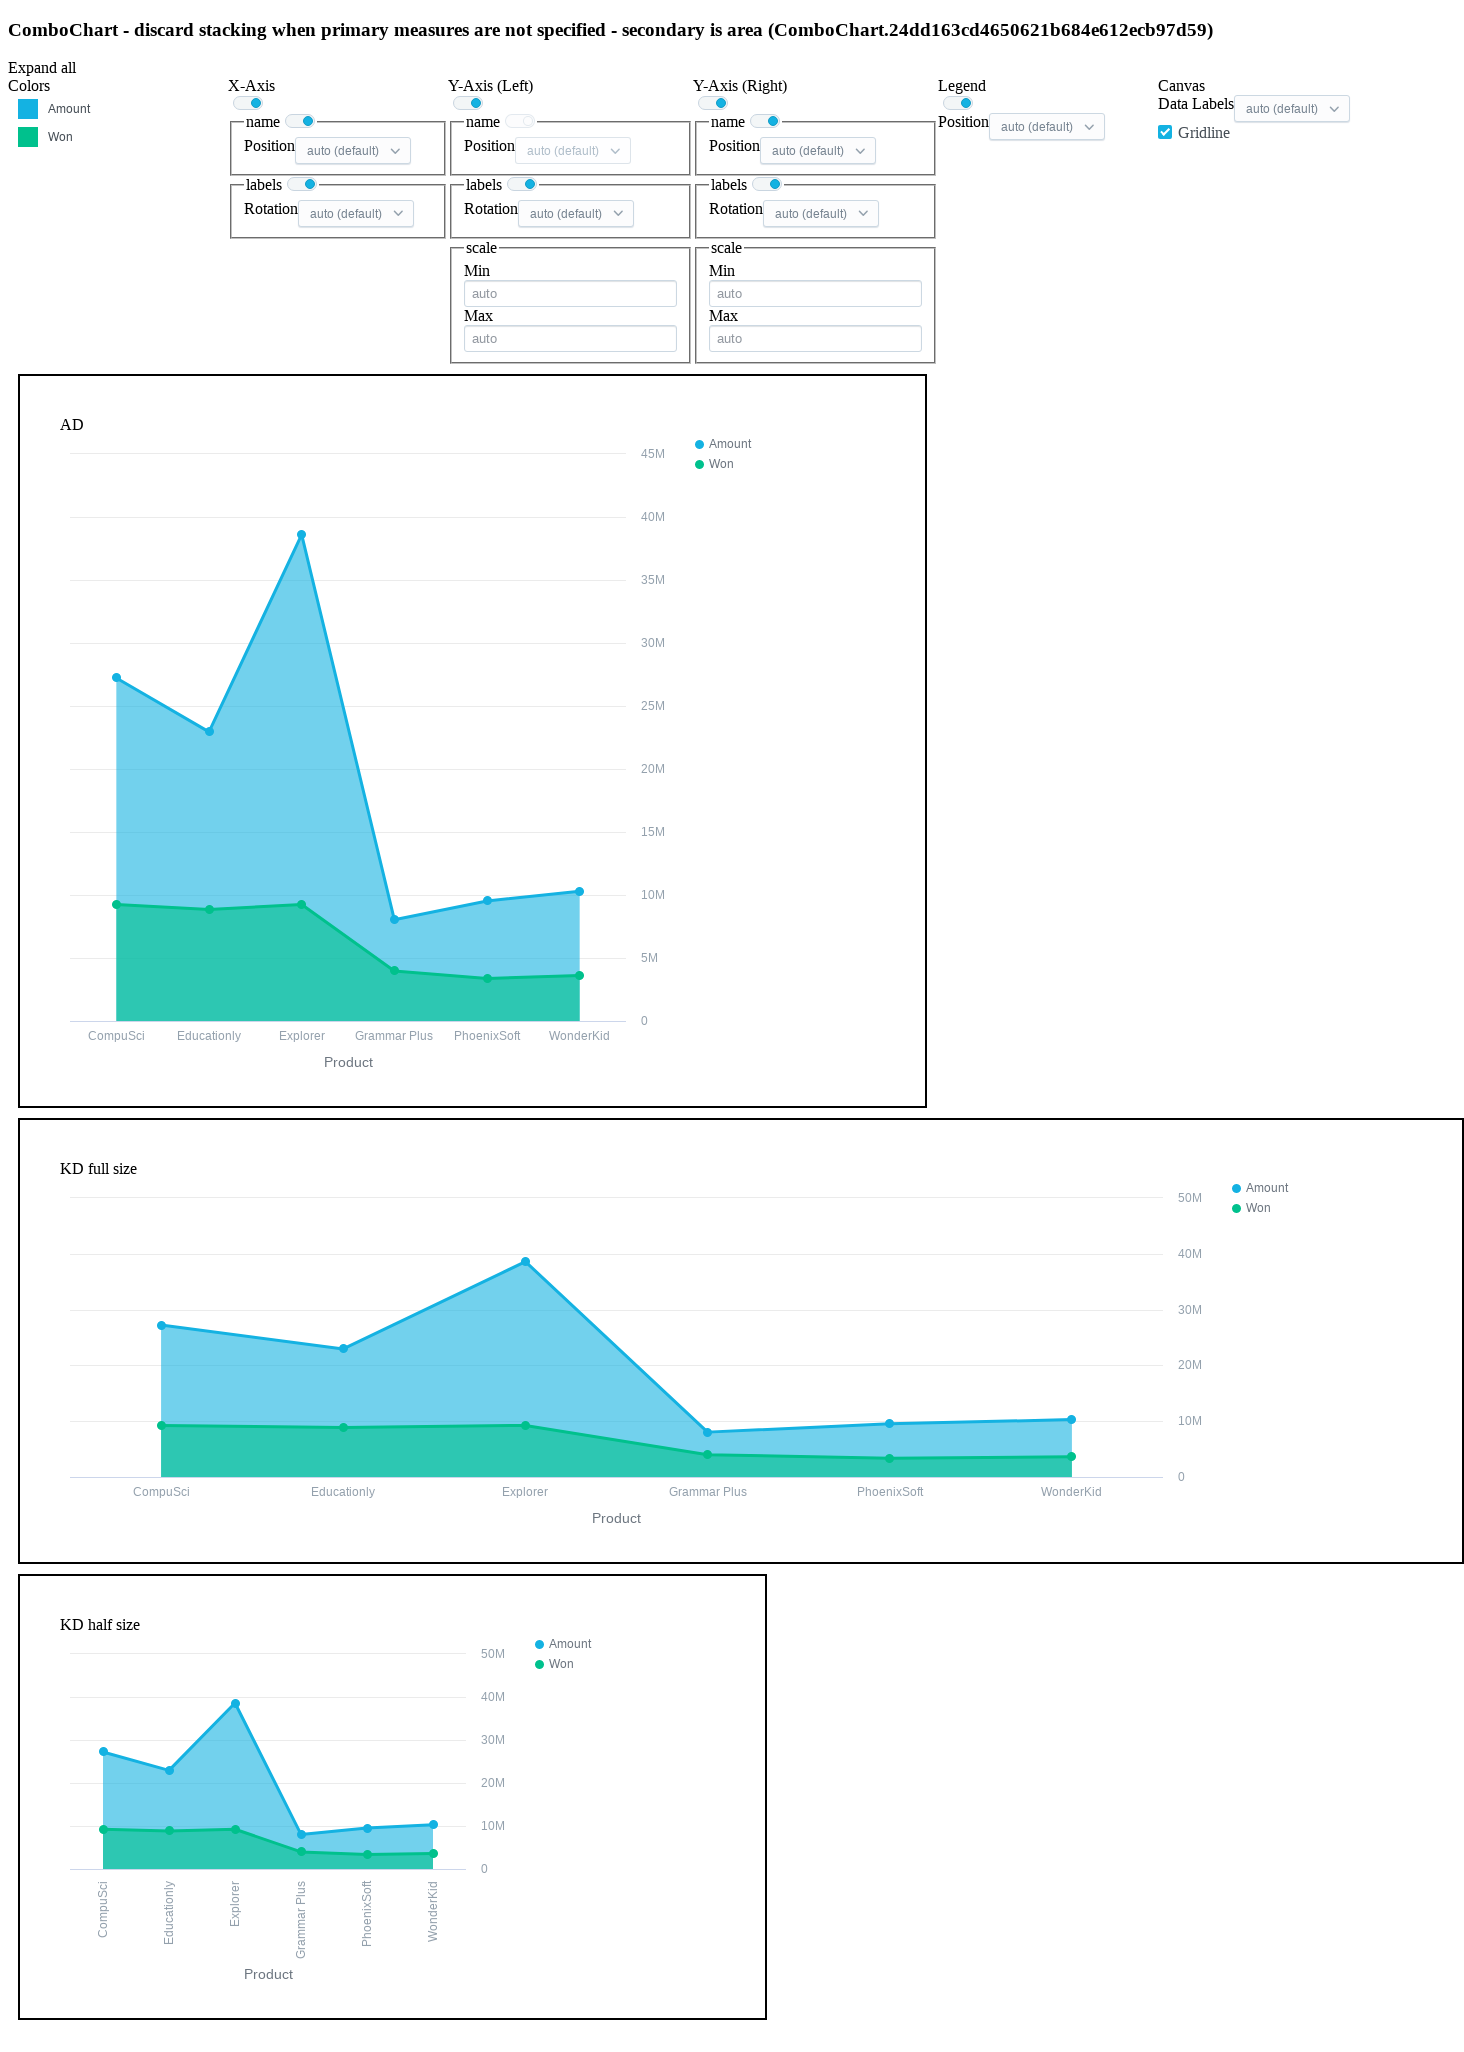 ComboChart - discard stacking when primary measures are not specified - secondary is area (ComboChart.24dd163cd4650621b684e612ecb97d59)
Expand all
Colors
Amount
Won
X-Axis
name
Position auto (default)
labels
Rotation auto (default)
Y-Axis (Left)
name
Position auto (default)
labels
Rotation auto (default)
scale
Min
auto
Max
auto
Y-Axis (Right)
name
Position auto (default)
labels
Rotation auto (default)
scale
Min
auto
Max
auto
Legend
Position auto (default)
Canvas
Data Labels auto (default)
Gridline
AD
Amount
Won
45M
40M
35M
30M
25M
20M
15M
10M
5M
0
CompuSci Educationly Explorer Grammar Plus PhoenixSoft WonderKid
Product
KD full size
Amount
Won
50M
40M
30M
20M
10M
0
CompuSci Educationly Explorer Grammar Plus PhoenixSoft WonderKid
Product
KD half size
Amount
Won
50M
40M
30M
20M
10M
0
CompuSci
Educationly
Explorer
Grammar Plus
PhoenixSoft
WonderKid
Product